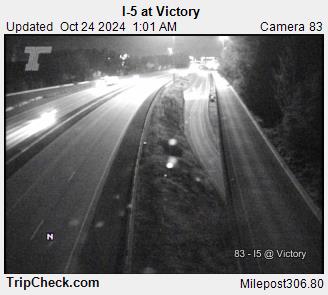 I-5 at Victory
Updated Oct 24 2024 1:01 AM Camera 83
T
N
83 - I5 @ Victory
TripCheck.com Milepost306.80